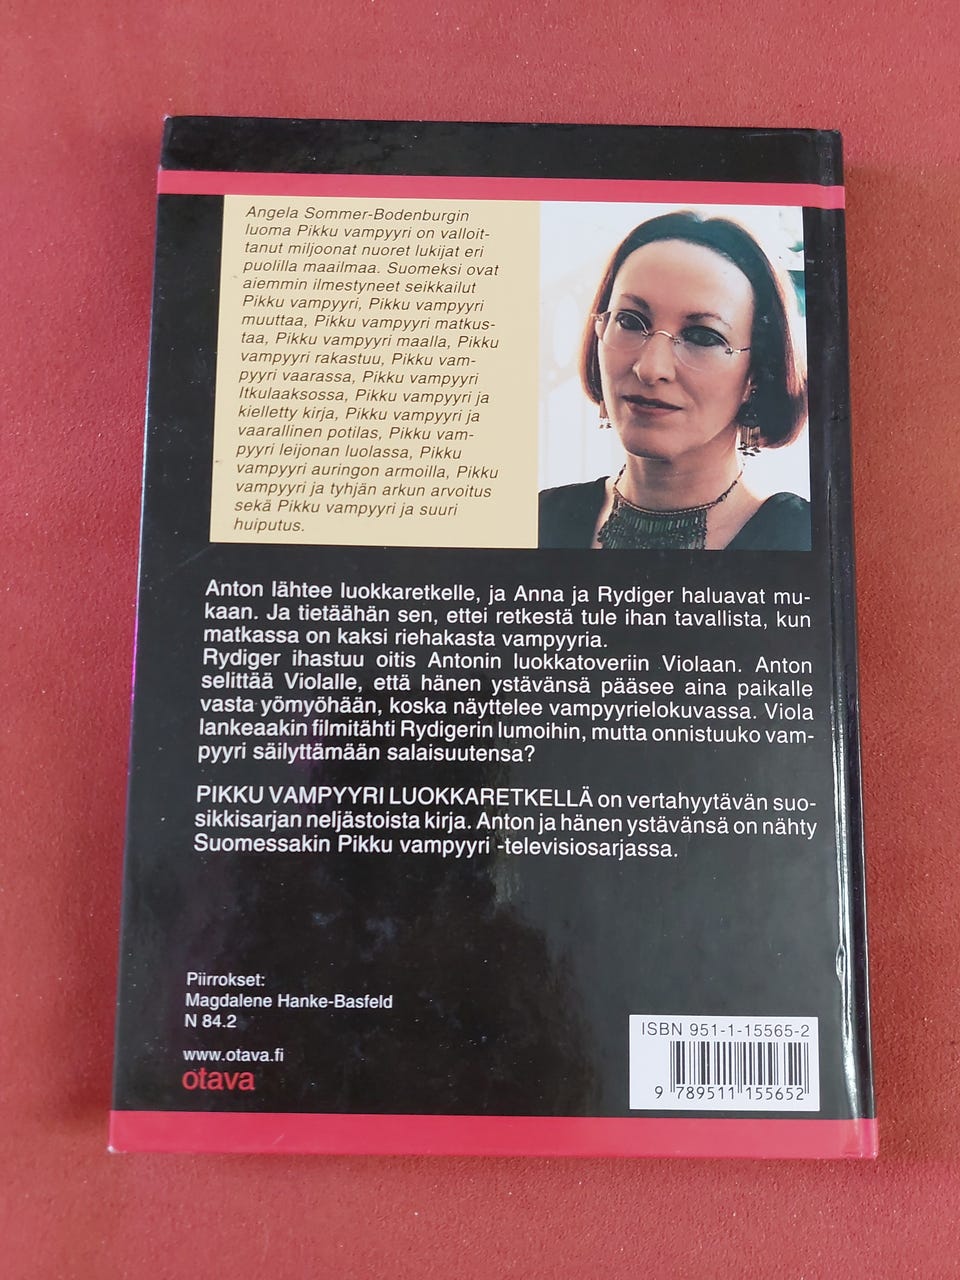 Angela Sommer-Bodenburgin
luoma Pikku vampyyri on valloit-
tanut miljoonat nuoret lukijat eri
puolilla maailmaa. Suomeksi ovat
aiemmin ilmestyneet seikkailut
Pikku vampyyri, Pikku vampyyri
muuttaa, Pikku vampyyri matkus-
taa, Pikku vampyyri maalla, Pikku
vampyyri rakastuu, Pikku vam-
pyyri vaarassa, Pikku vampyyri
Itkulaaksossa, Pikku vampyyri ja
kielletty kirja, Pikku vampyyri ja
vaarallinen potilas, Pikku vam-
pyyri leijonan luolassa, Pikku
vampyyri auringon armoilla, Pikku
vampyyri ja tyhjän arkun arvoitus
sekä Pikku vampyyri ja suuri
huiputus.
Anton lähtee luokkaretkelle, ja Anna ja Rydiger haluavat mu-
kaan. Ja tietäähän sen, ettei retkestä tule ihan tavallista, kun
matkassa on kaksi riehakasta vampyyria.
Rydiger ihastuu oitis Antonin luokkatoveriin Violaan. Anton
selittää Violalle, että hänen ystävänsä pääsee aina paikalle
vasta yömyöhään, koska näyttelee vampyyrielokuvassa. Viola
lankeaakin filmitähti Rydigerin lumoihin, mutta onnistuuko vam-
pyyri säilyttämään salaisuutensa?
PIKKU VAMPYYRI LUOKKARETKELLÄ on vertahyytävän suo-
sikkisarjan neljästoista kirja. Anton ja hänen ystävänsä on nähty
Suomessakin Pikku vampyyri -televisiosarjassa.
Piirrokset:
Magdalene Hanke-Basfeld
N 84.2
www.otava.fi
otava
ISBN 951-1-15565-2
9 789511 155652